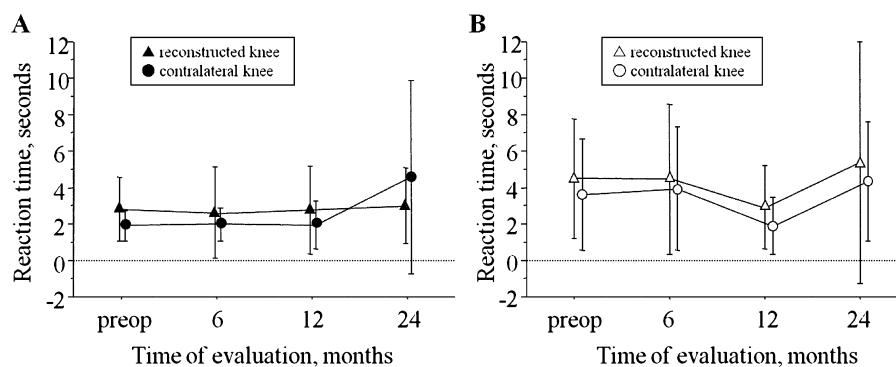 A
12
10
8
6
4
2
0
-2
Reaction time, seconds
reconstructed knee
contralateral knee
preop 6 12 24
Time of evaluation, months
B
12
10
8
6
4
2
0
-2
Reaction time, seconds
reconstructed knee
contralateral knee
preop 6 12 24
Time of evaluation, months